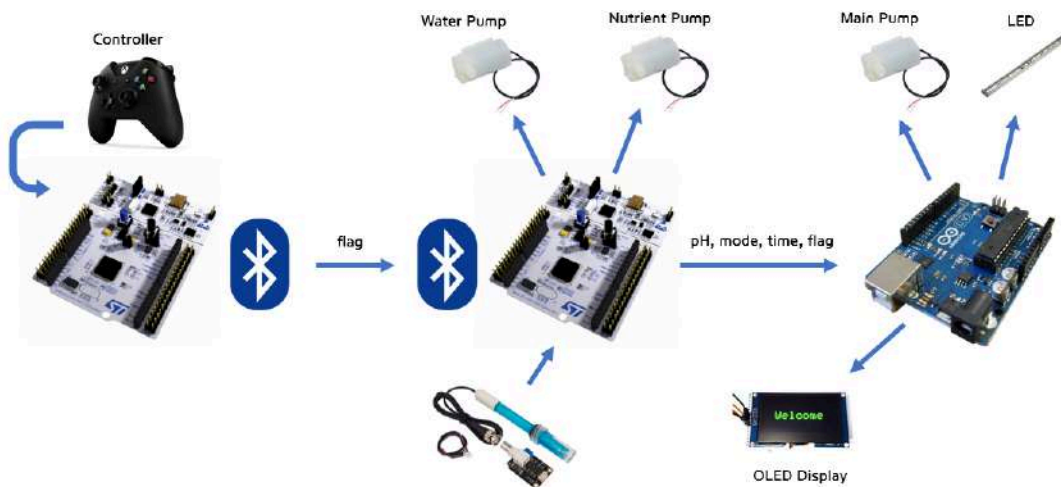 Controller
Water Pump
Nutrient Pump
Main Pump
LED
flag
pH, mode, time, flag
Welcome
OLED Display